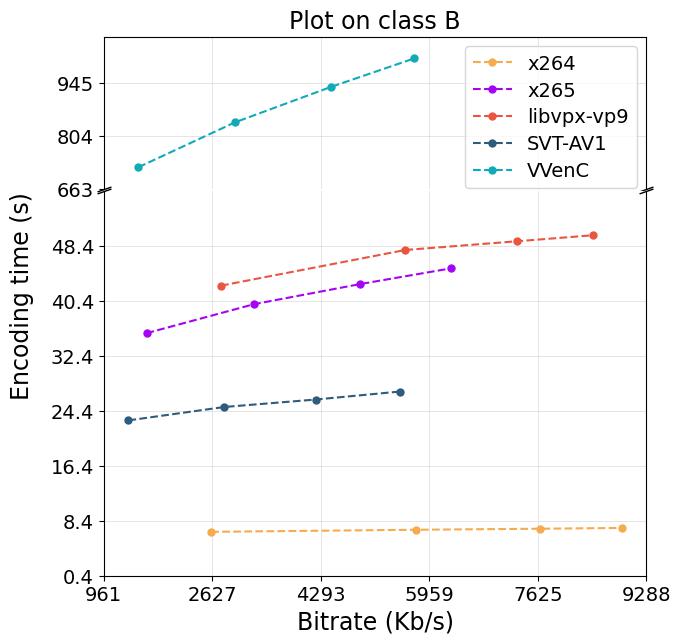 Plot on class B
x264
x265
libvpx-vp9
SVT-AV1
VVenC
945
804
663
48.4
40.4
32.4
24.4
16.4
8.4
0.4
Encoding time (s)
961 2627 4293 5959 7625 9288
Bitrate (Kb/s)